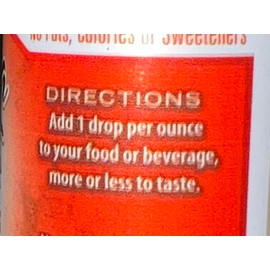 No Fats, Calories or Sweeteners
DIRECTIONS
Add 1 drop per ounce
to your food or beverage,
more or less to taste.